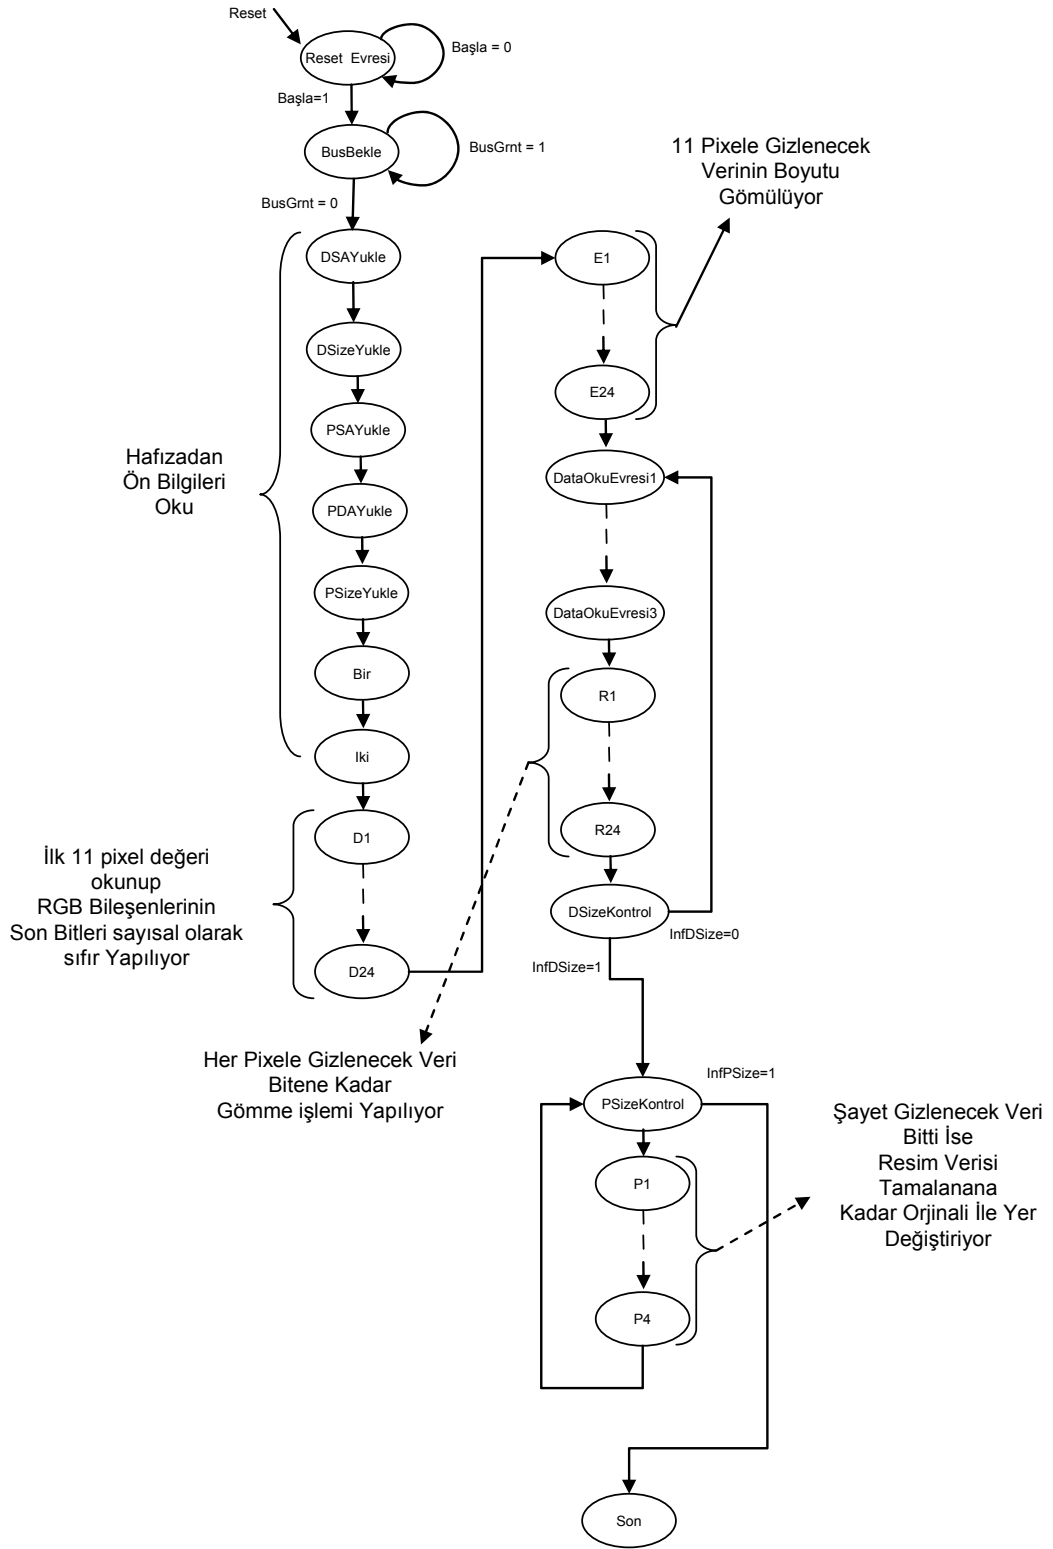 Reset
Reset Evresi
Başla = 0
Başla=1
BusBekle
BusGrnt = 1
BusGrnt = 0
DSAYukle
DSizeYukle
PSAYukle
PDAYukle
PSizeYukle
Bir
Iki
Hafızadan
Ön Bilgileri
Oku
D1
D24
İlk 11 pixel değeri
okunup
RGB Bileşenlerinin
Son Bitleri sayısal olarak
sıfır Yapılıyor
11 Pixele Gizlenecek
Verinin Boyutu
Gömülüyor
E1
E24
DataOkuEvresi1
DataOkuEvresi3
R1
R24
DSizeKontrol
InfDSize=0
InfDSize=1
Her Pixele Gizlenecek Veri
Bitene Kadar
Gömme işlemi Yapılıyor
InfPSize=1
PSizeKontrol
P1
P4
Şayet Gizlenecek Veri
Bitti İse
Resim Verisi
Tamalanana
Kadar Orjinali İle Yer
Değiştiriyor
Son